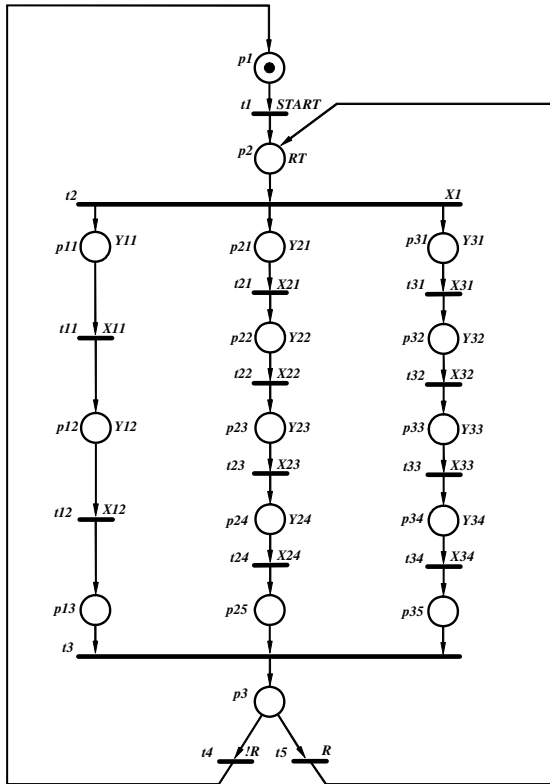 p1
t1 START
p2 RT
t2 X1
p11 Y11 p21 Y21 p31 Y31
t21 X21 t31 X31
t11 X11 p22 Y22 p32 Y32
t22 X22 t32 X32
p12 Y12 p23 Y23 p33 Y33
t23 X23 t33 X33
t12 X12 p24 Y24 p34 Y34
t24 X24 t34 X34
p13 p25 p35
t3
p3
t4 !R t5 R